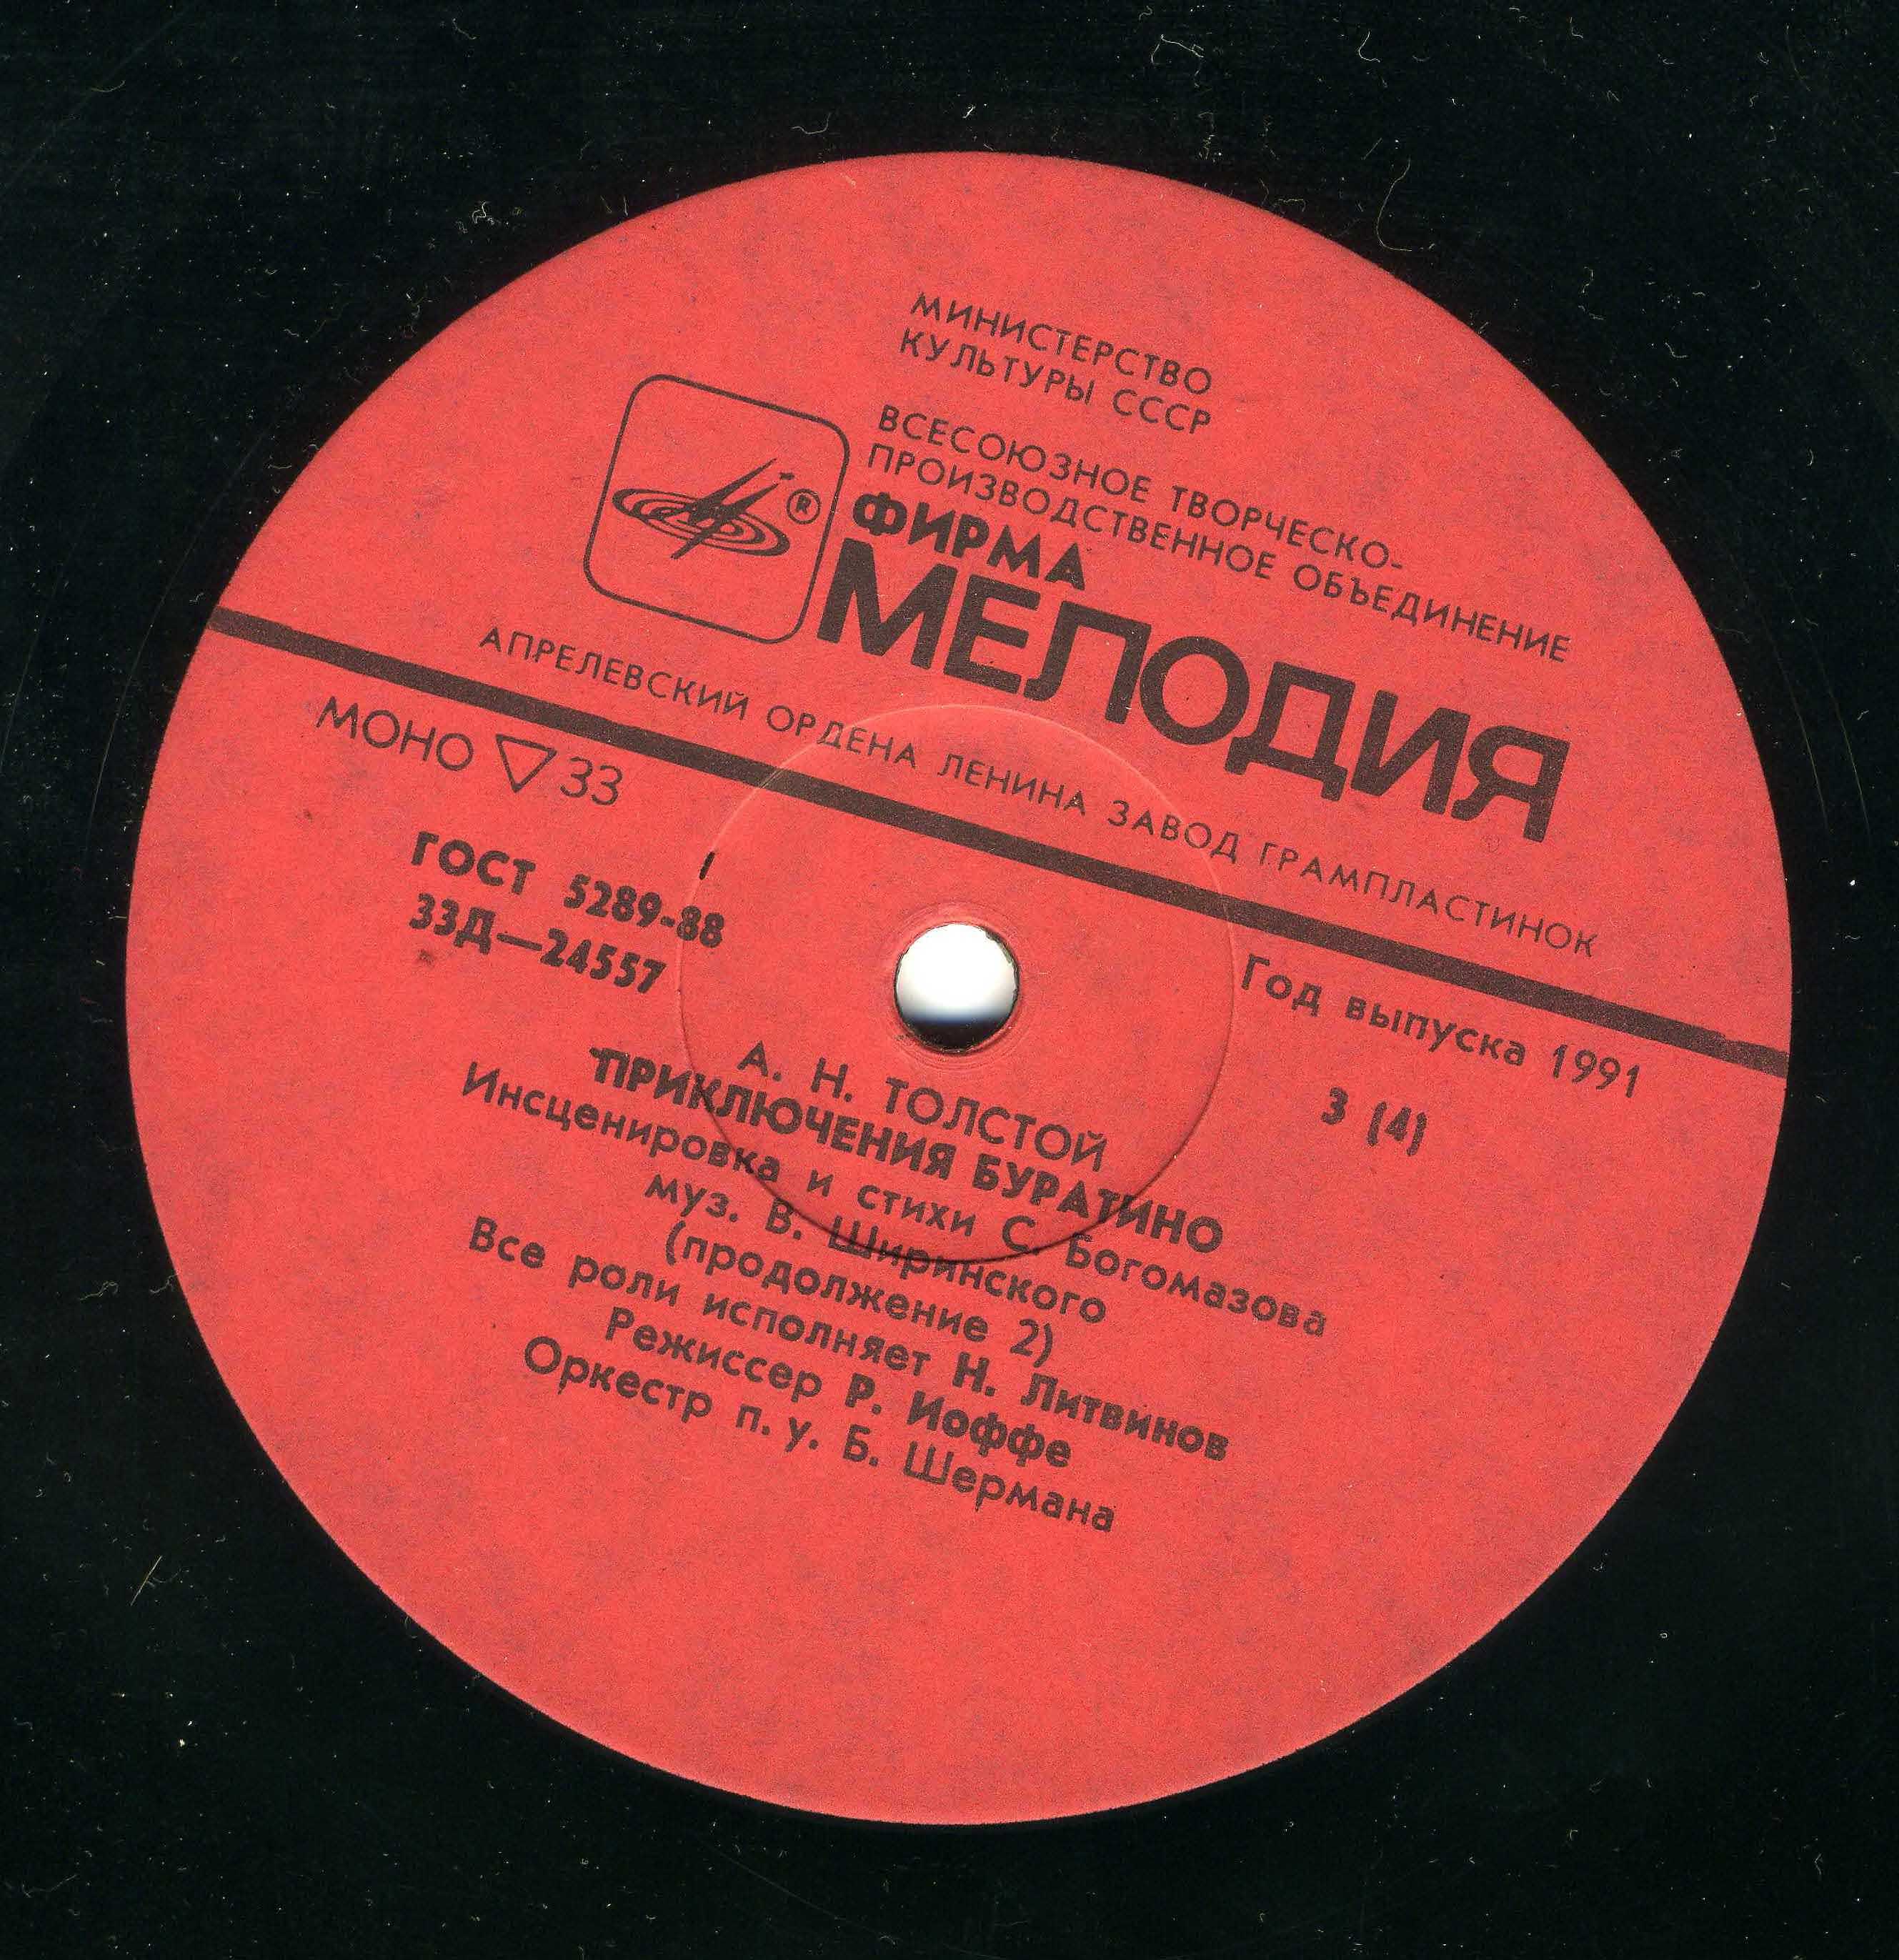 МИНИСТЕРСТВО
КУЛЬТУРЫ СССР
ВСЕСОЮЗНОЕ ТВОРЧЕСКО-
ПРОИЗВОДСТВЕННОЕ ОБЪЕДИНЕНИЕ
ФИРМА
МЕЛОДИЯ
®
АПРЕЛЕВСКИЙ ОРДЕНА ЛЕНИНА ЗАВОД ГРАМПЛАСТИНОК
МОНО ▽ 33
ГОСТ 5289-88
33Д—24557
Год выпуска 1991
3 (4)
А. Н. ТОЛСТОЙ
ПРИКЛЮЧЕНИЯ БУРАТИНО
Инсценировка и стихи С. Богомазова
муз. В. Ширинского
(продолжение 2)
Все роли исполняет Н. Литвинов
Режиссер Р. Иоффе
Оркестр п. у. Б. Шермана